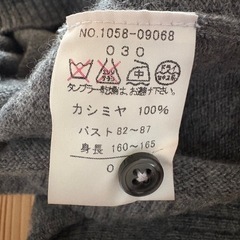 NO.1058-09068
030
タンブラー乾燥はお避け下さい。
カシミヤ 100%
バスト 82~87
身長 160~165